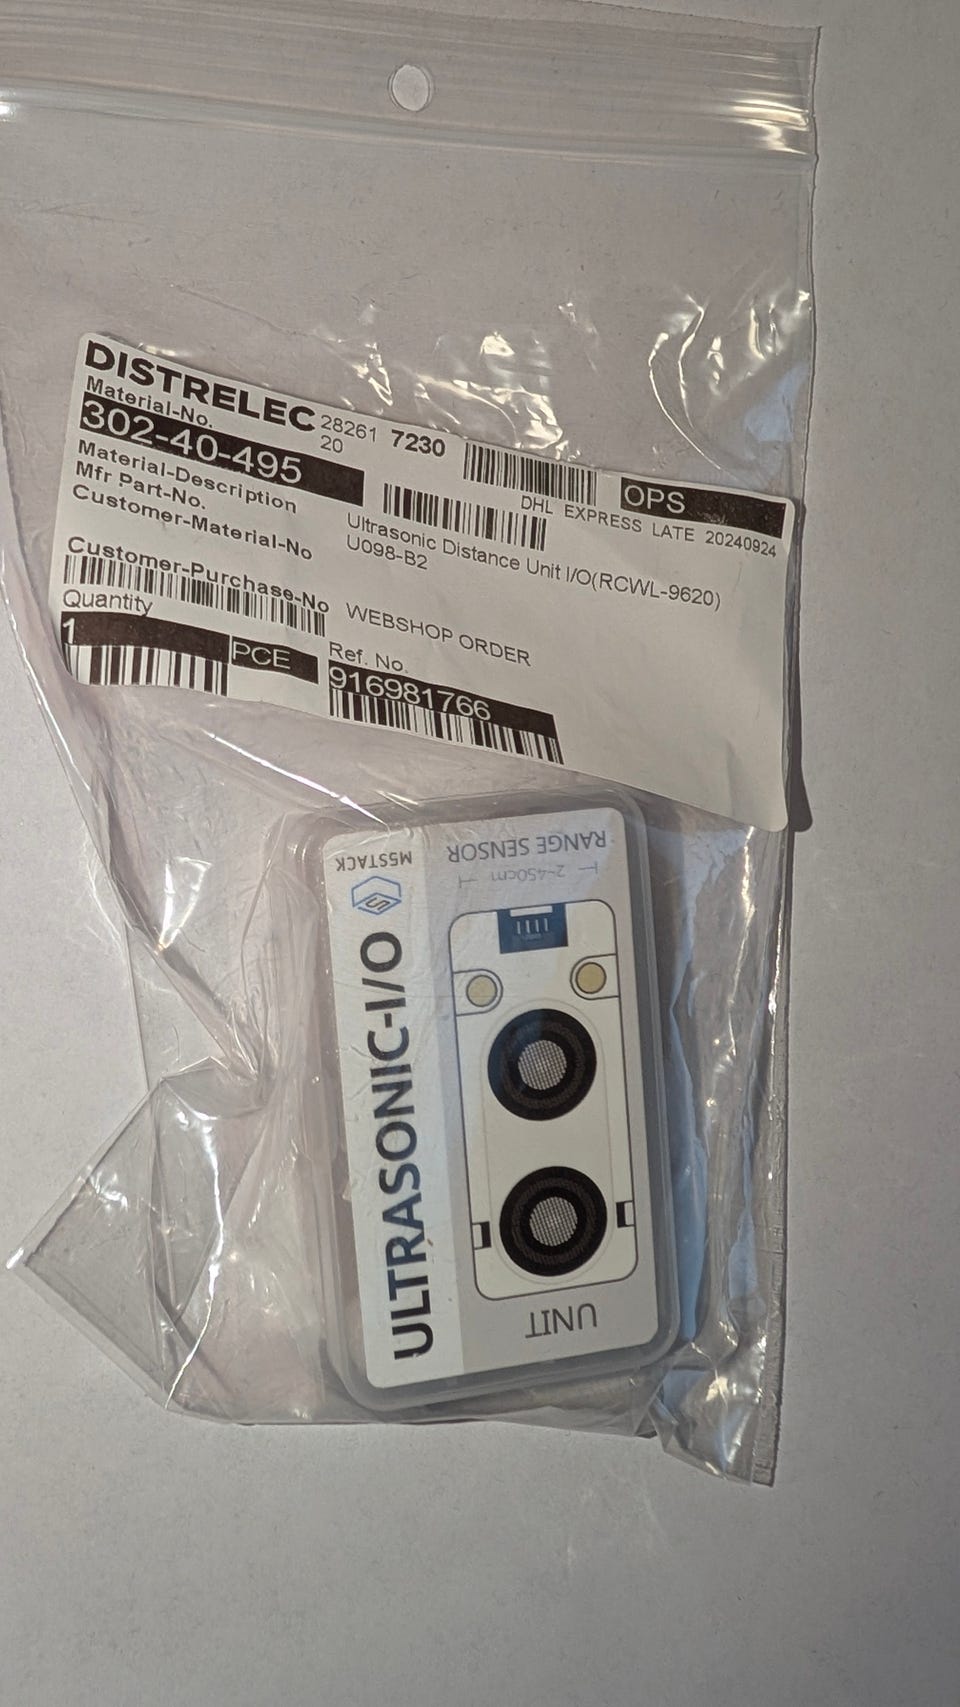 DISTRELEC 28261 7230
20
OPS
Material-No.
302-40-495
DHL EXPRESS LATE 20240924
Material-Description Ultrasonic Distance Unit I/O(RCWL-9620)
Mfr Part-No. U098-B2
Customer-Material-No
Customer-Purchase-No WEBSHOP ORDER
Quantity
1 PCE
Ref. No.
916981766
M5STACK
ULTRASONIC-I/O
RANGE SENSOR
2~450cm
UNIT